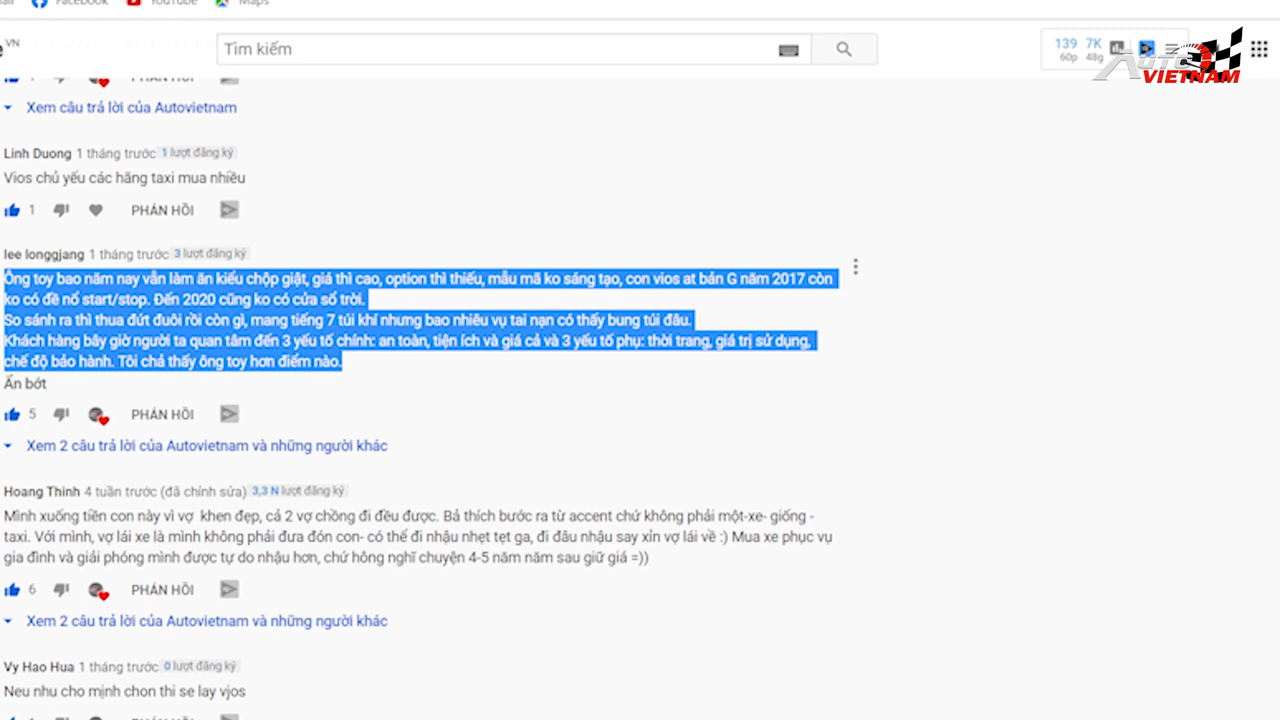 Facebook
YouTube
Maps
VN
Tìm kiếm
139 7K
60p 48g
AUTO
VIETNAM
PHẢN HỒI
Xem câu trả lời của Autovietnam
Linh Duong 1 tháng trước 1 lượt đăng ký
Vios chủ yếu các hãng taxi mua nhiều
1 PHẢN HỒI
lee longgjang 1 tháng trước 3 lượt đăng ký
Ông toy bao năm nay vẫn làm ăn kiểu chộp giật, giá thì cao, option thì thiếu, mẫu mã ko sáng tạo, con vios at bản G năm 2017 còn
ko có đề nổ start/stop. Đến 2020 cũng ko có cửa sổ trời.
So sánh ra thì thua đứt đuôi rồi còn gì, mang tiếng 7 túi khí nhưng bao nhiêu vụ tai nạn có thấy bung túi đâu.
Khách hàng bây giờ người ta quan tâm đến 3 yếu tố chính: an toàn, tiện ích và giá cả và 3 yếu tố phụ: thời trang, giá trị sử dụng,
chế độ bảo hành. Tôi chả thấy ông toy hơn điểm nào.
Ẩn bớt
5 PHẢN HỒI
Xem 2 câu trả lời của Autovietnam và những người khác
Hoang Thinh 4 tuần trước (đã chỉnh sửa) 3,3 N lượt đăng ký
Mình xuống tiền con này vì vợ khen đẹp, cả 2 vợ chồng đi đều được. Bả thích bước ra từ accent chứ không phải một-xe- giống -
taxi. Với mình, vợ lái xe là mình không phải đưa đón con- có thể đi nhậu nhẹt tẹt ga, đi đâu nhậu say xỉn vợ lái về :) Mua xe phục vụ
gia đình và giải phóng mình được tự do nhậu hơn, chứ hông nghĩ chuyện 4-5 năm năm sau giữ giá =))
6 PHẢN HỒI
Xem 2 câu trả lời của Autovietnam và những người khác
Vy Hao Hua 1 tháng trước 0 lượt đăng ký
Neu nhu cho mịnh chon thi se lay vjos